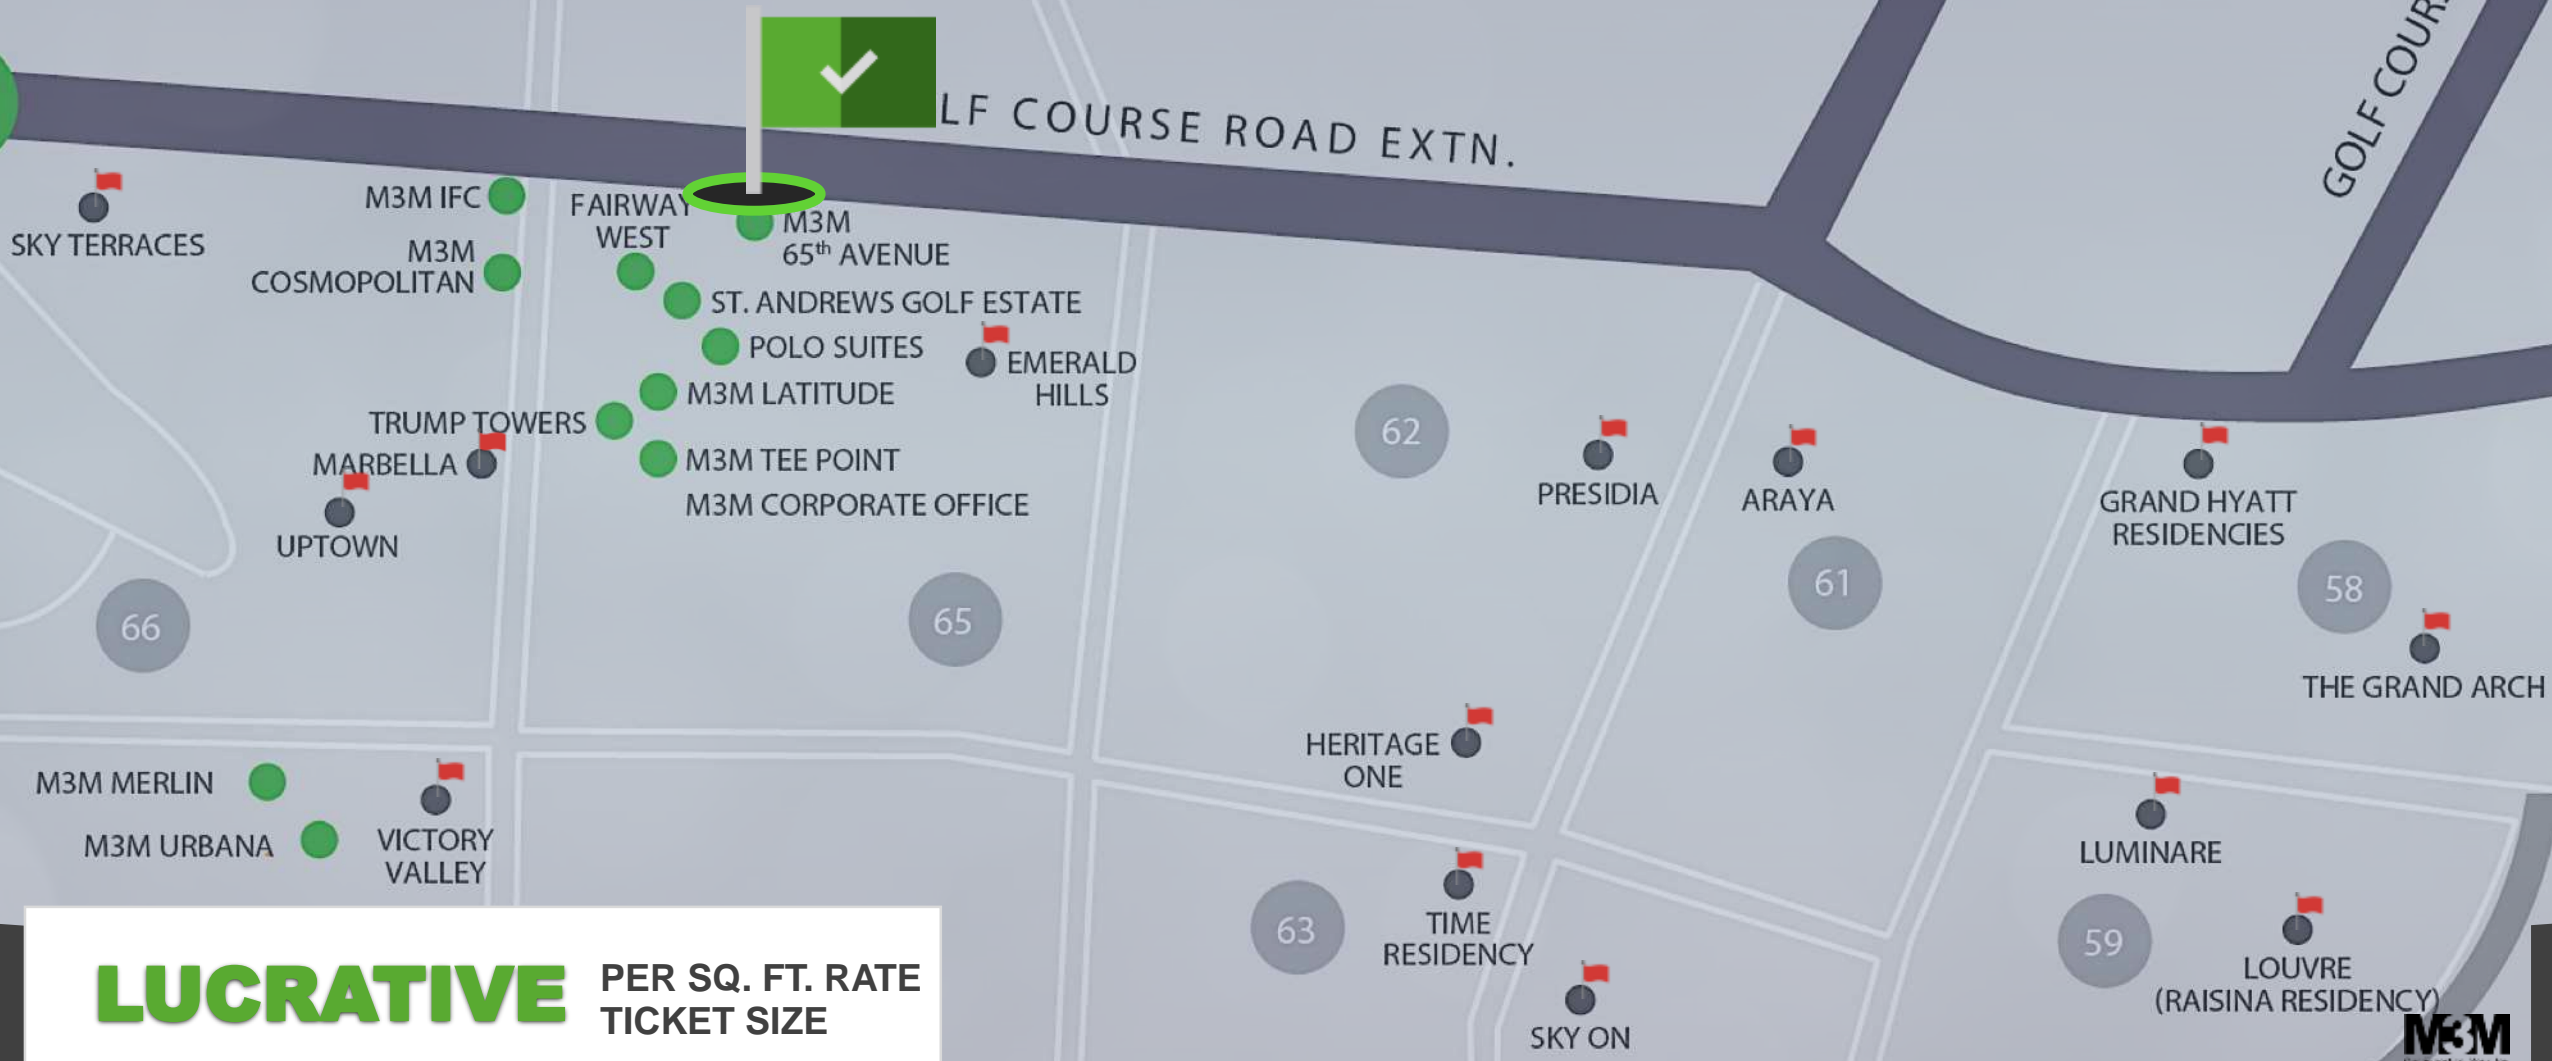 LF COURSE ROAD EXTN.
SKY TERRACES
M3M IFC
M3M
COSMOPOLITAN
FAIRWAY
WEST
M3M
65th AVENUE
ST. ANDREWS GOLF ESTATE
POLO SUITES
EMERALD
HILLS
M3M LATITUDE
TRUMP TOWERS
MARBELLA
M3M TEE POINT
M3M CORPORATE OFFICE
UPTOWN
62
PRESIDIA
ARAYA
GRAND HYATT
RESIDENCIES
61
58
66
65
THE GRAND ARCH
HERITAGE
ONE
M3M MERLIN
M3M URBANA
VICTORY
VALLEY
LUMINARE
63
TIME
RESIDENCY
59
LOUVRE
(RAISINA RESIDENCY)
SKY ON
LUCRATIVE
PER SQ. FT. RATE
TICKET SIZE
M3M
GOLF